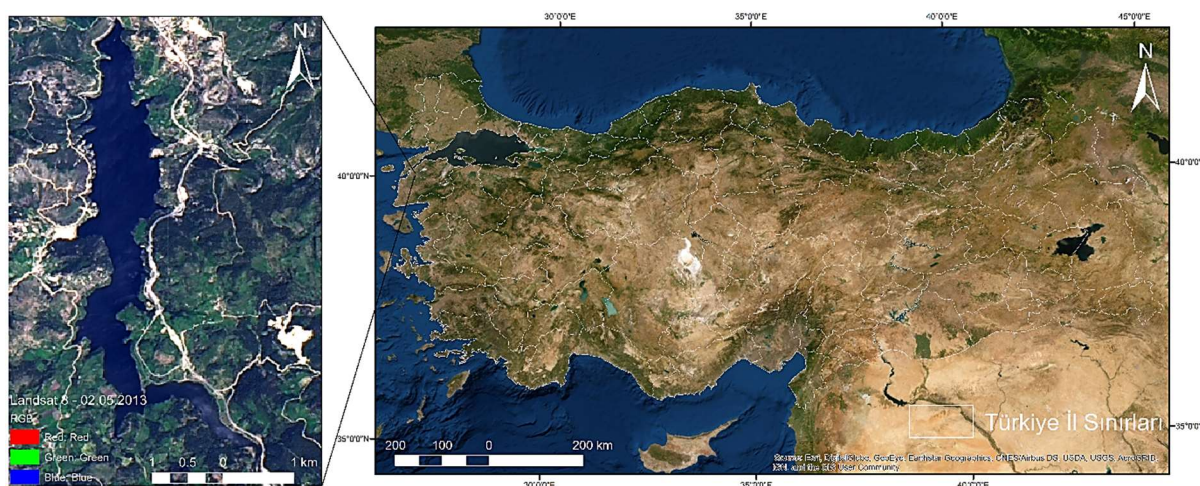 N
Landsat 8 - 02.05.2013
RGB
Red: Red
Green: Green
Blue: Blue
1 0.5 0 1 km
30°0'0"E 35°0'0"E 40°0'0"E 45°0'0"E
N
40°0'0"N 40°0'0"N
35°0'0"N 35°0'0"N
Türkiye İl Sınırları
200 100 0 200 km
Source: Esri, DigitalGlobe, GeoEye, Earthstar Geographics, CNES/Airbus DS, USDA, USGS, AeroGRID,
IGN, and the GIS User Community
30°0'0"E 35°0'0"E 40°0'0"E